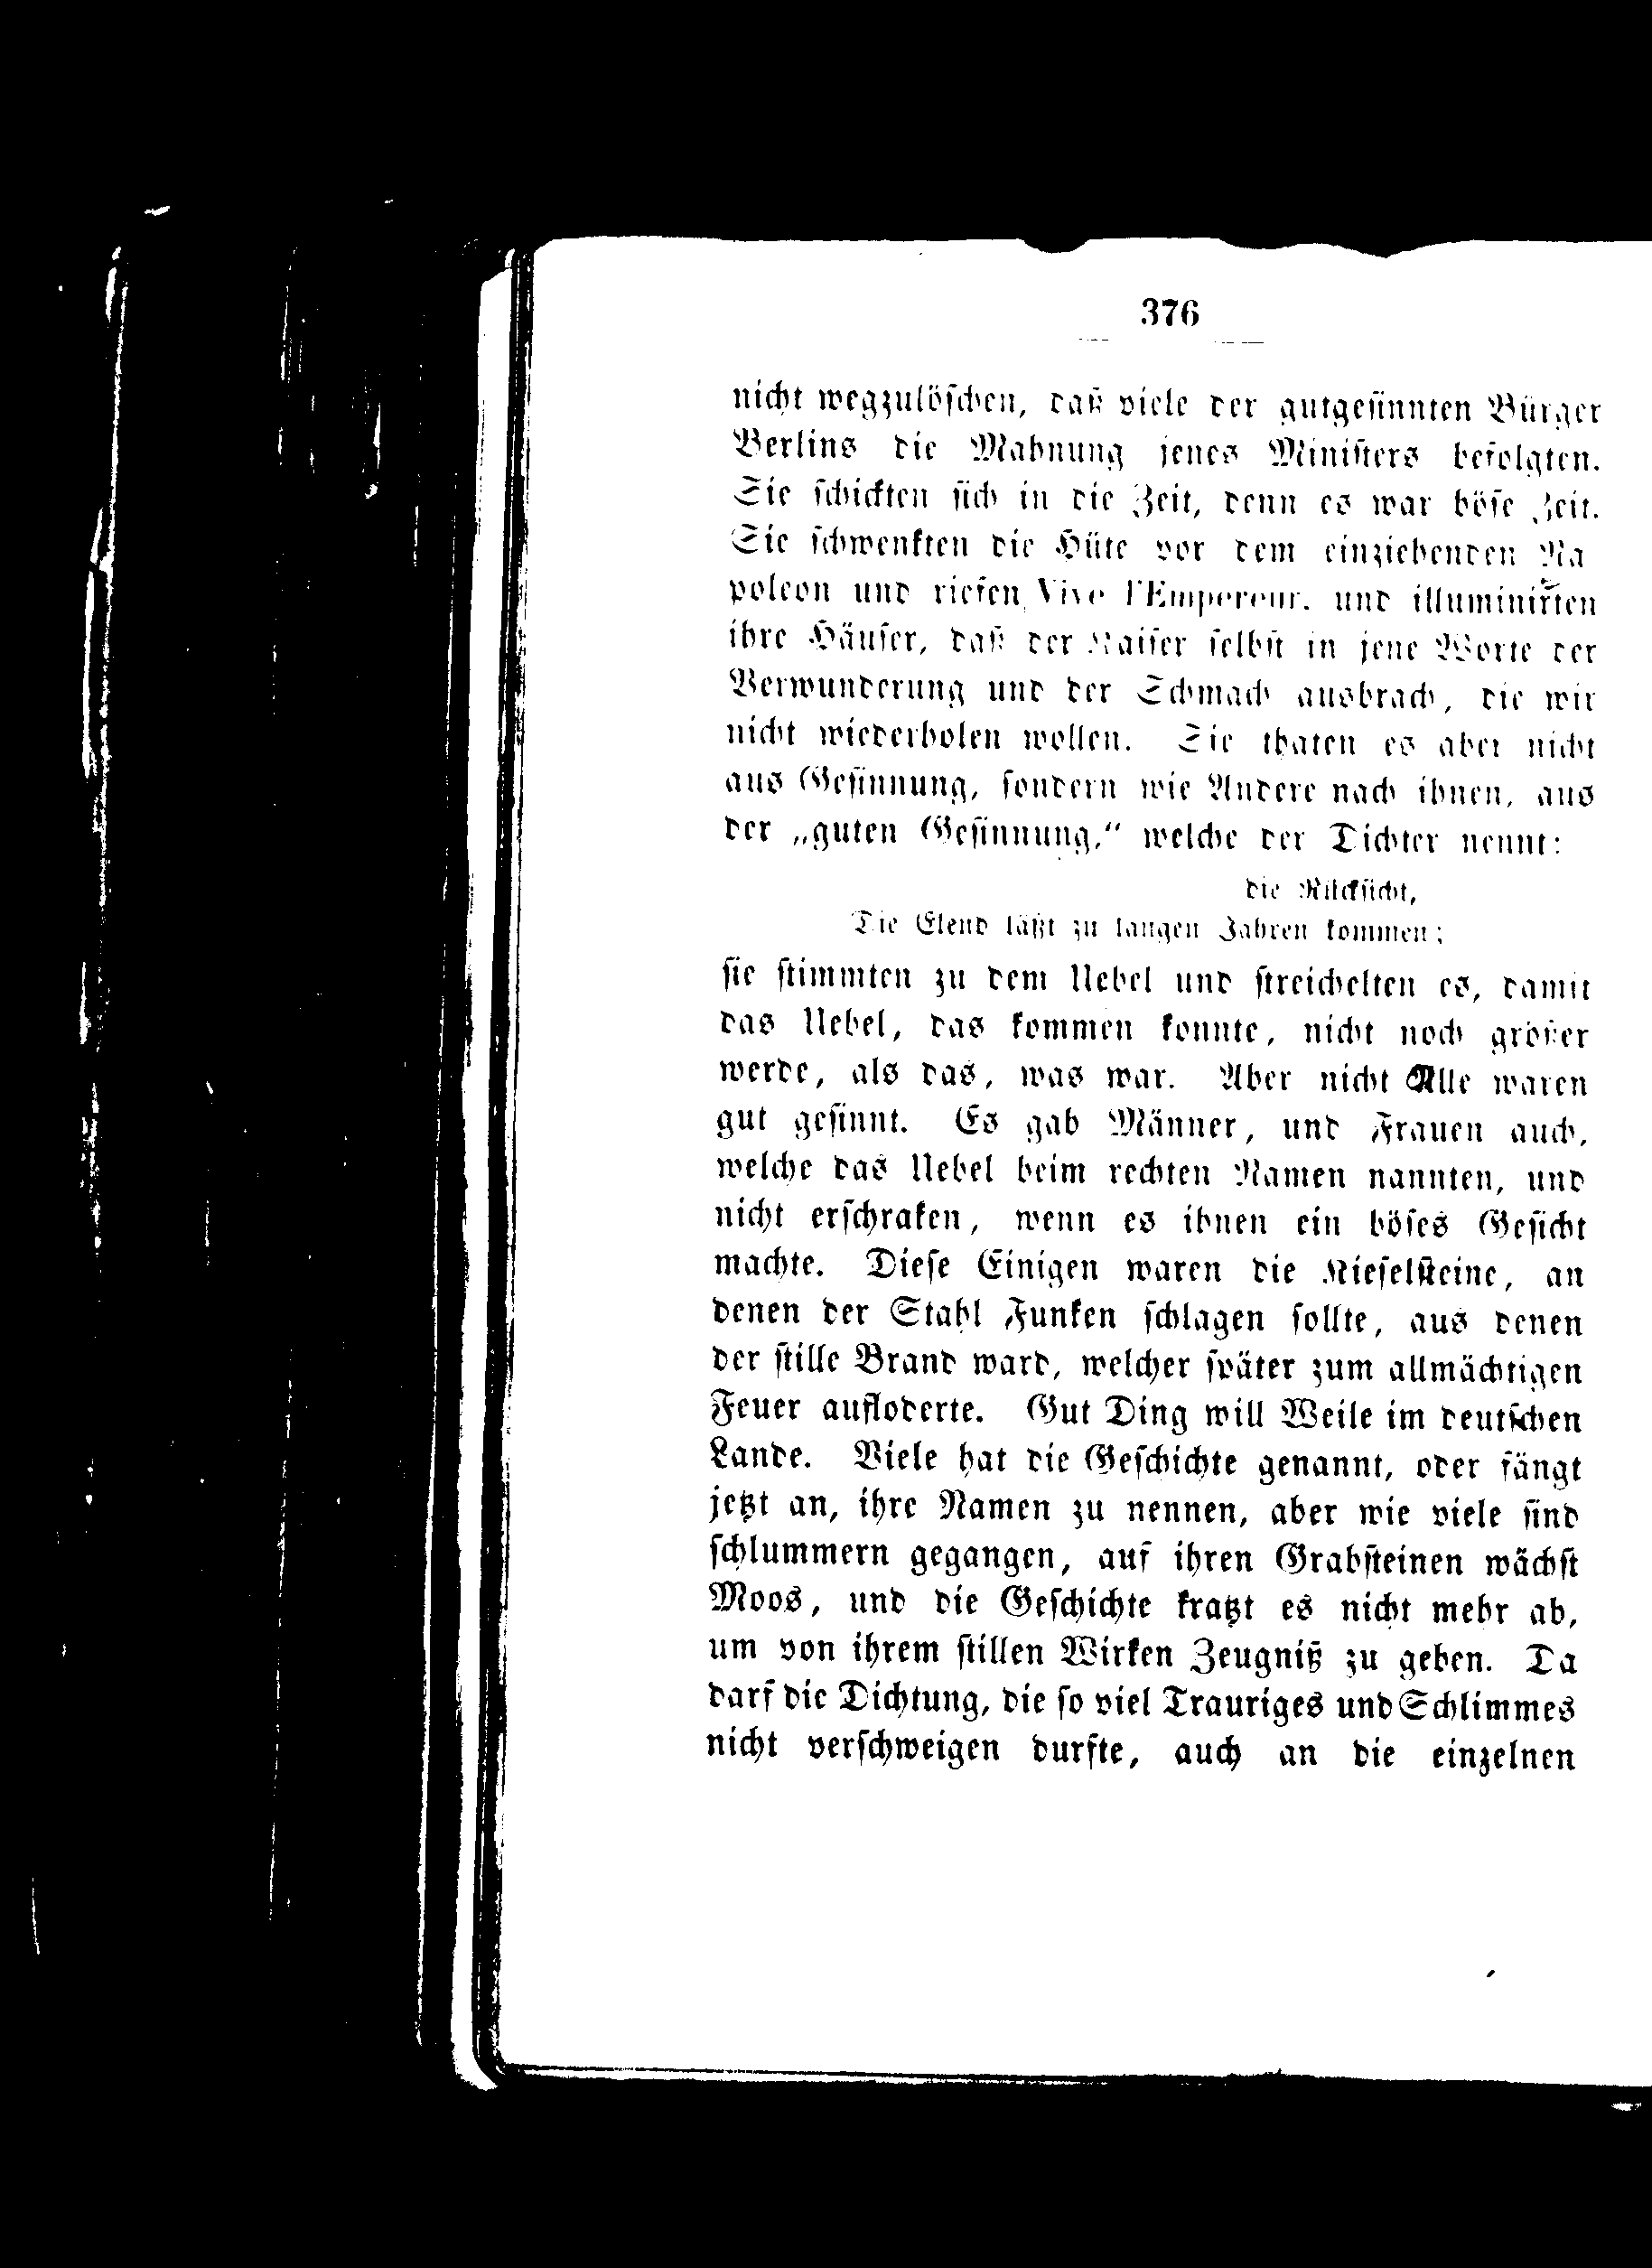 376
nicht wegzulöſchen, daß viele der gutgeſinnten Bürger
Berlins die Mahnung jenes Miniſters befolgten.
Sie ſchickten ſich in die Zeit, denn es war böſe Zeit.
Sie ſchwenkten die Hüte vor dem einziehenden Na
poleon und riefen Vive l'Empereur. und illuminirten
ihre Häuſer, daß der Kaiſer ſelbſt in jene Worte der
Verwunderung und der Schmach ausbrach, die wir
nicht wiederholen wollen. Sie thaten es aber nicht
aus Geſinnung, ſondern wie Andere nach ihnen, aus
der „guten Geſinnung,“ welche der Dichter nennt:
die Rückſicht,
Die Elend läßt zu langen Jahren kommen;
ſie ſtimmten zu dem Uebel und ſtreichelten es, damit
das Uebel, das kommen konnte, nicht noch größer
werde, als das, was war. Aber nicht Alle waren
gut geſinnt. Es gab Männer, und Frauen auch,
welche das Uebel beim rechten Namen nannten, und
nicht erſchraken, wenn es ihnen ein böſes Geſicht
machte. Dieſe Einigen waren die Kieſelſteine, an
denen der Stahl Funken ſchlagen ſollte, aus denen
der ſtille Brand ward, welcher ſpäter zum allmächtigen
Feuer aufloderte. Gut Ding will Weile im deutſchen
Lande. Viele hat die Geſchichte genannt, oder fängt
jetzt an, ihre Namen zu nennen, aber wie viele ſind
ſchlummern gegangen, auf ihren Grabſteinen wächſt
Moos, und die Geſchichte kratzt es nicht mehr ab,
um von ihrem ſtillen Wirken Zeugniß zu geben. Da
darf die Dichtung, die ſo viel Trauriges und Schlimmes
nicht verſchweigen durfte, auch an die einzelnen